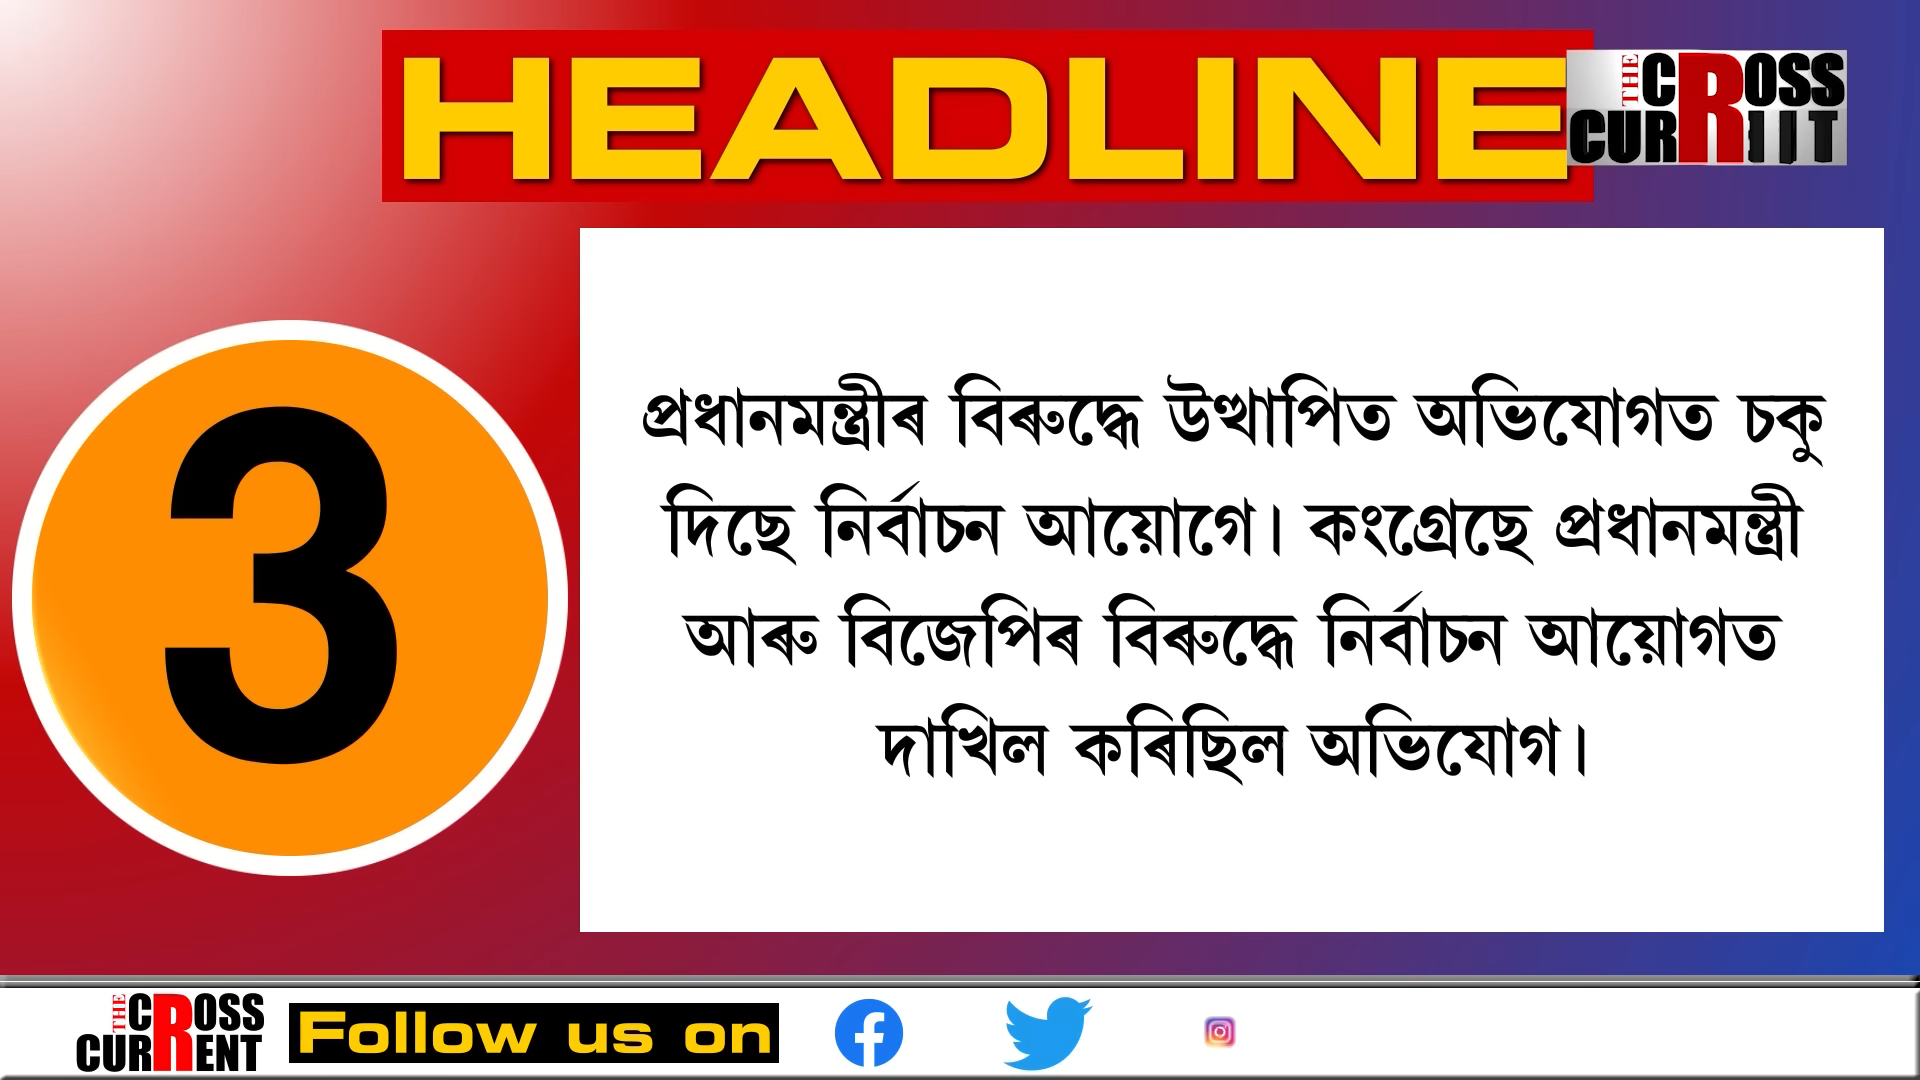 HEADLINE
THE CROSS
CURR
3
প্ৰধানমন্ত্ৰীৰ বিৰুদ্ধে উত্থাপিত অভিযোগত চকু
দিছে নিৰ্বাচন আয়োগে। কংগ্ৰেছে প্ৰধানমন্ত্ৰী
আৰু বিজেপিৰ বিৰুদ্ধে নিৰ্বাচন আয়োগত
দাখিল কৰিছিল অভিযোগ।
THE CROSS
CURRENT
Follow us on